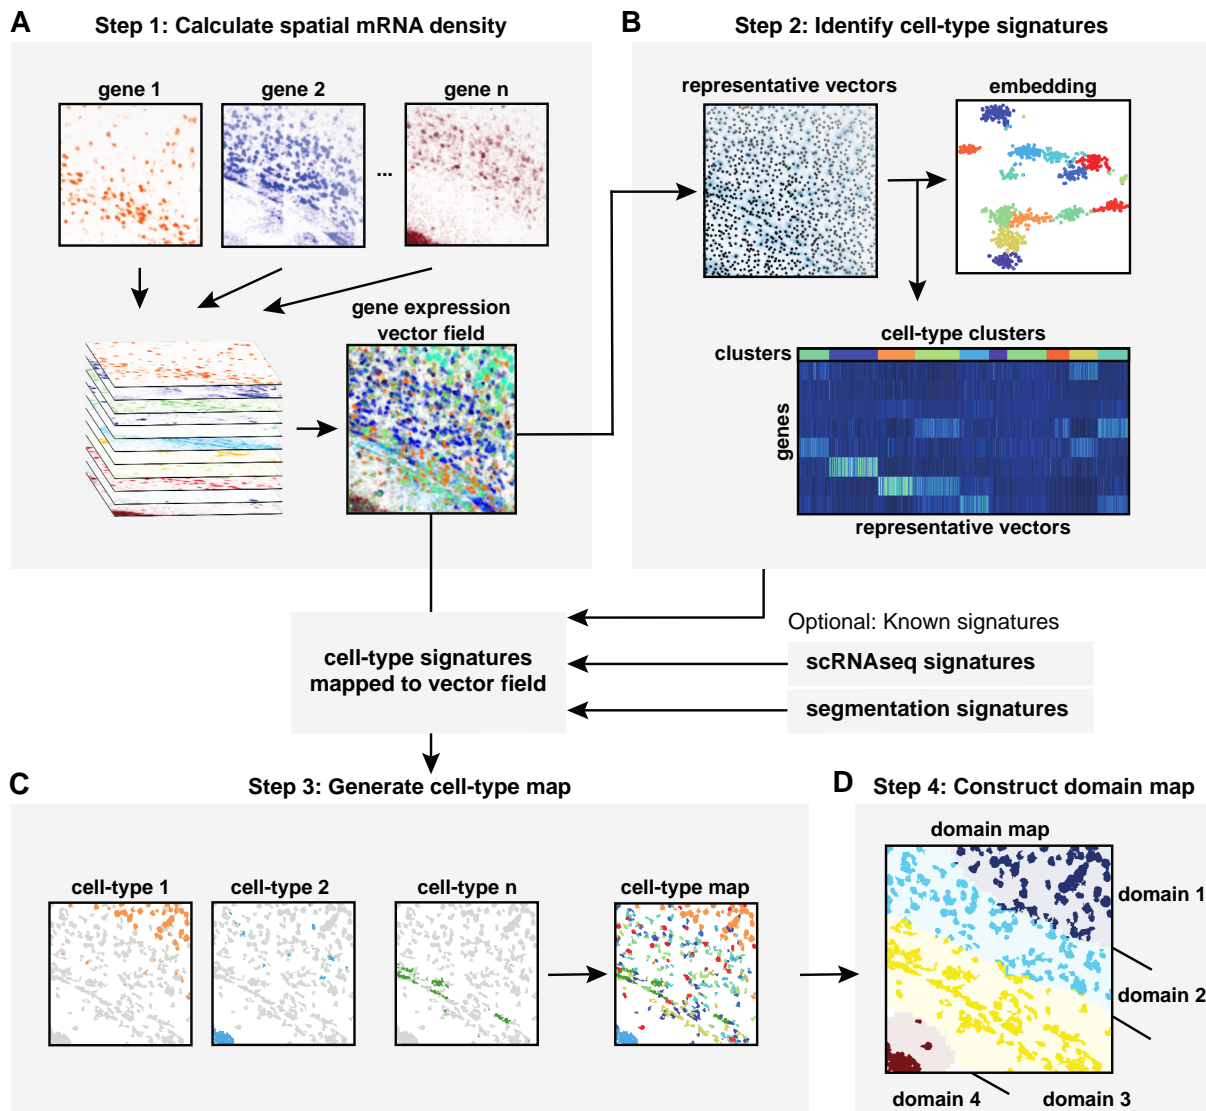 A
Step 1: Calculate spatial mRNA density
gene 1
gene 2
gene n
...
gene expression
vector field
B
Step 2: Identify cell-type signatures
representative vectors
embedding
cell-type clusters
clusters
genes
representative vectors
cell-type signatures
mapped to vector field
Optional: Known signatures
scRNAseq signatures
segmentation signatures
C
Step 3: Generate cell-type map
cell-type 1
cell-type 2
cell-type n
cell-type map
D
Step 4: Construct domain map
domain map
domain 1
domain 2
domain 4
domain 3